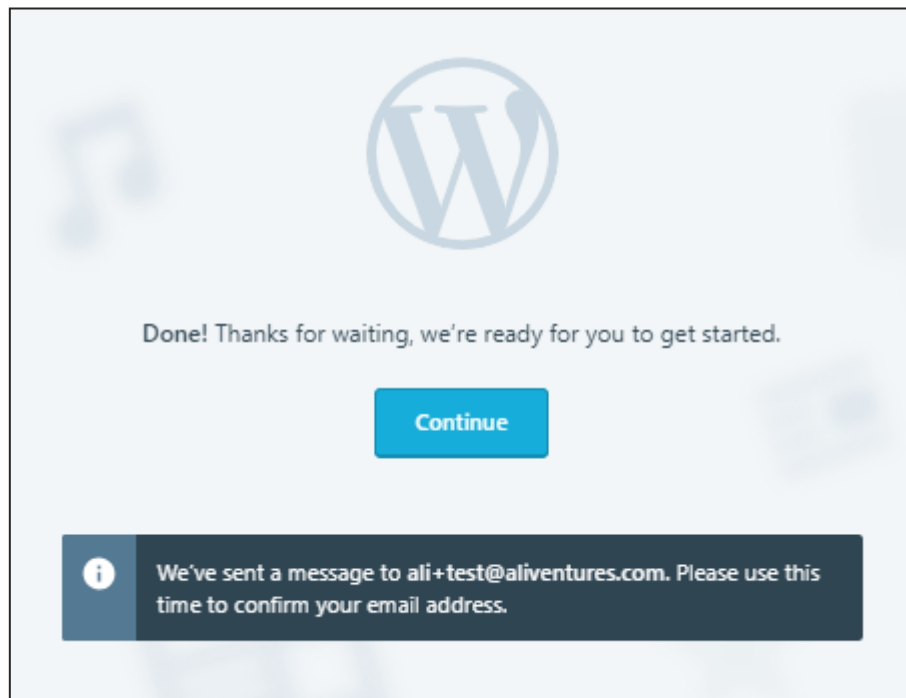 Done! Thanks for waiting, we're ready for you to get started.
Continue
We've sent a message to ali+test@aliventures.com. Please use this
time to confirm your email address.